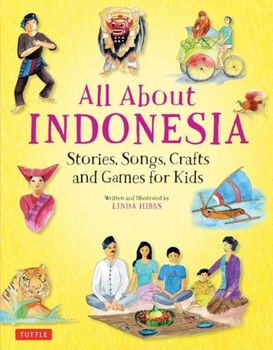 All About
INDONESIA
Stories, Songs, Crafts
and Games for Kids
Written and Illustrated by
LINDA HIBBS
TUTTLE